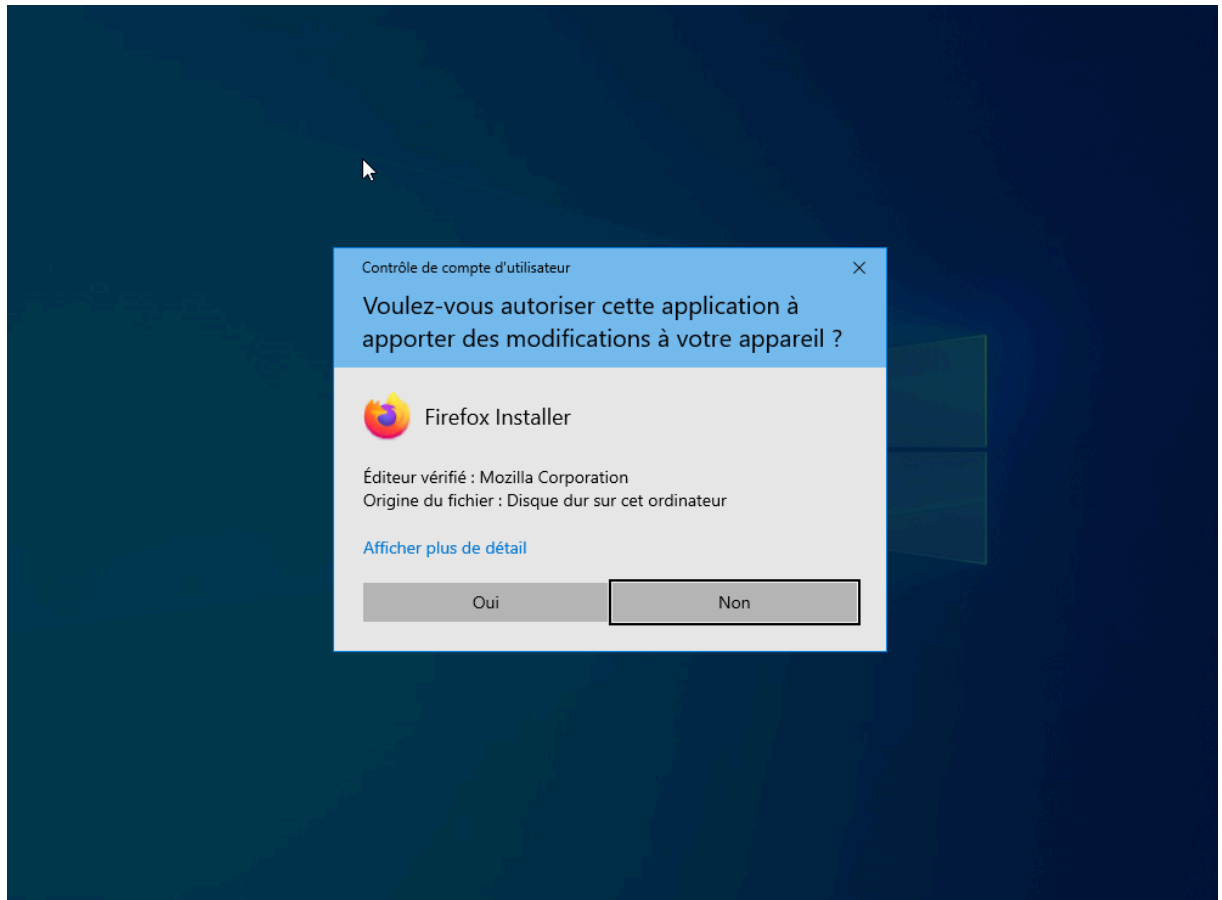 Contrôle de compte d'utilisateur
Voulez-vous autoriser cette application à
apporter des modifications à votre appareil ?
Firefox Installer
Éditeur vérifié : Mozilla Corporation
Origine du fichier : Disque dur sur cet ordinateur
Afficher plus de détail
Oui
Non